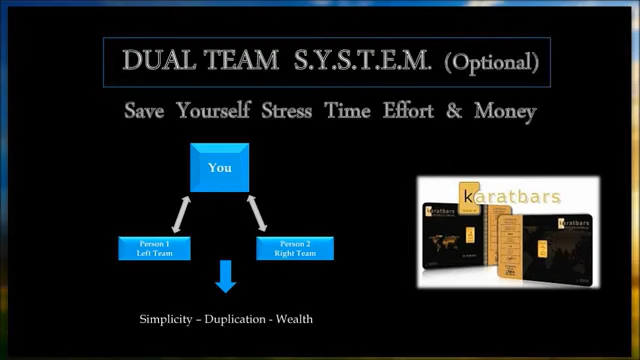 DUAL TEAM S.Y.S.T.E.M. (Optional)
Save Yourself Stress Time Effort & Money
You
Person 1
Left Team
Person 2
Right Team
karatbars
karatbars
Simplicity – Duplication - Wealth